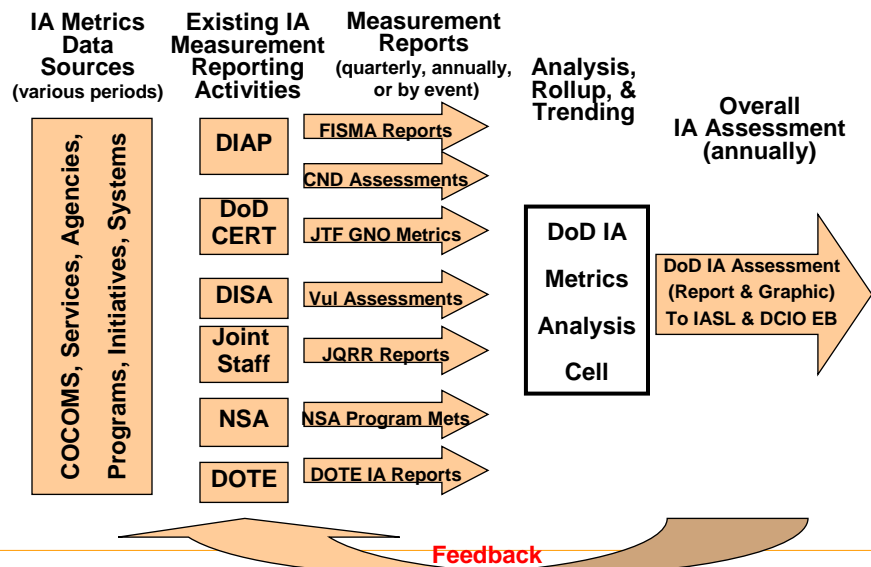 IA Metrics
Data
Sources
(various periods)
Existing IA
Measurement
Reporting
Activities
Measurement
Reports
(quarterly, annually,
or by event)
Analysis,
Rollup, &
Trending
Overall
IA Assessment
(annually)
COCOMS, Services, Agencies,
Programs, Initiatives, Systems
DIAP
DoD
CERT
DISA
Joint
Staff
NSA
DOTE
FISMA Reports
CND Assessments
JTF GNO Metrics
Vul Assessments
JQRR Reports
NSA Program Mets
DOTE IA Reports
DoD IA
Metrics
Analysis
Cell
DoD IA Assessment
(Report & Graphic)
To IASL & DCIO EB
Feedback